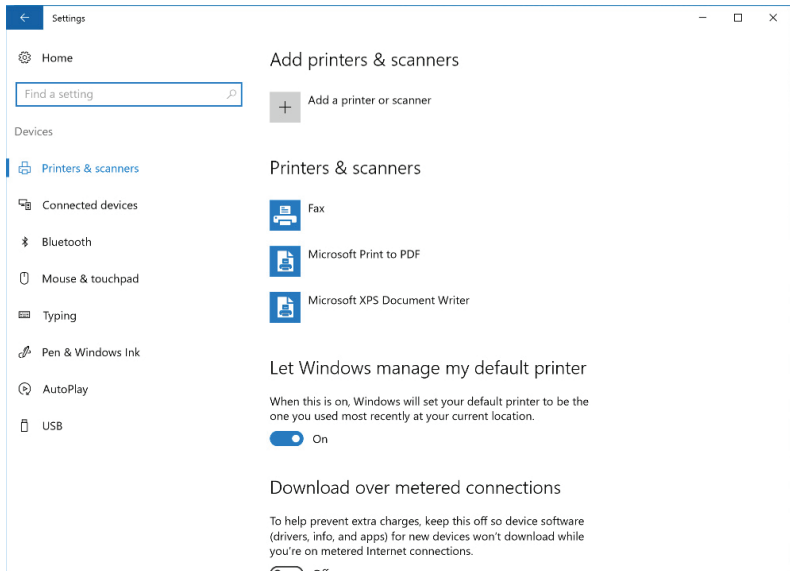 Settings
Home
Find a setting
Devices
Printers & scanners
Connected devices
Bluetooth
Mouse & touchpad
Typing
Pen & Windows Ink
AutoPlay
USB
Add printers & scanners
Add a printer or scanner
Printers & scanners
Fax
Microsoft Print to PDF
Microsoft XPS Document Writer
Let Windows manage my default printer
When this is on, Windows will set your default printer to be the
one you used most recently at your current location.
On
Download over metered connections
To help prevent extra charges, keep this off so device software
(drivers, info, and apps) for new devices won't download while
you're on metered Internet connections.